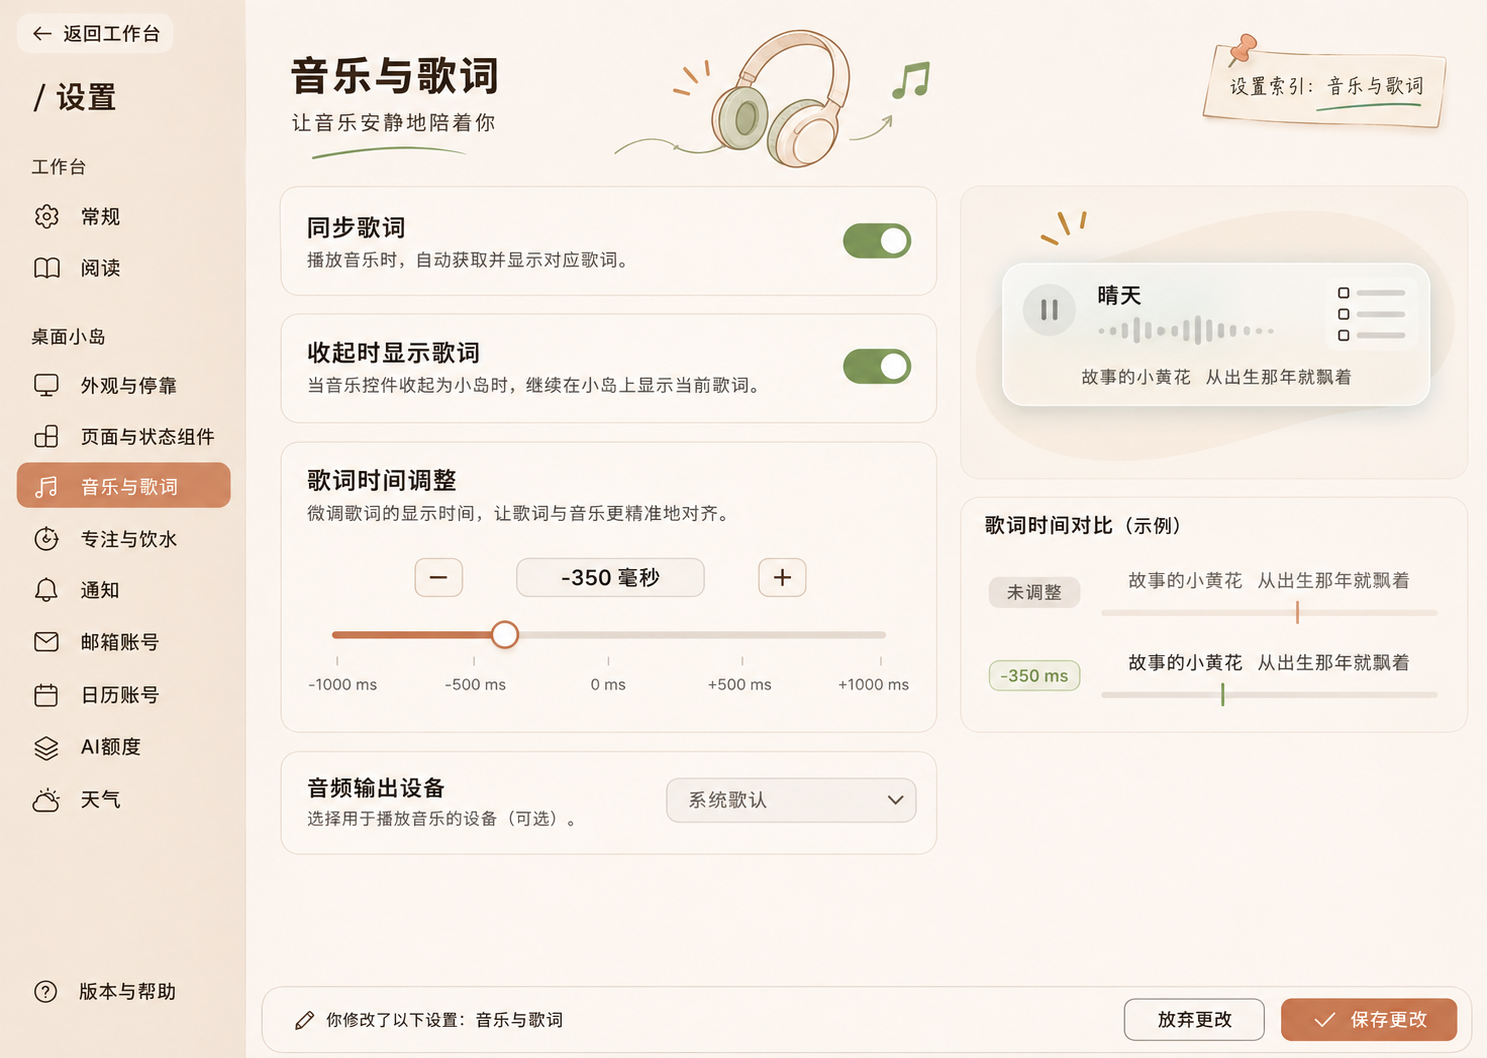 返回工作台
/ 设置
工作台
常规
阅读
桌面小岛
外观与停靠
页面与状态组件
音乐与歌词
专注与饮水
通知
邮箱账号
日历账号
AI额度
天气
版本与帮助
音乐与歌词
让音乐安静地陪着你
设置索引：音乐与歌词
同步歌词
播放音乐时，自动获取并显示对应歌词。
收起时显示歌词
当音乐控件收起为小岛时，继续在小岛上显示当前歌词。
歌词时间调整
微调歌词的显示时间，让歌词与音乐更精准地对齐。
-350 毫秒
-1000 ms -500 ms 0 ms +500 ms +1000 ms
音频输出设备
选择用于播放音乐的设备（可选）。
系统歌认
晴天
故事的小黄花 从出生那年就飘着
歌词时间对比（示例）
未调整 故事的小黄花 从出生那年就飘着
-350 ms 故事的小黄花 从出生那年就飘着
你修改了以下设置：音乐与歌词
放弃更改
保存更改